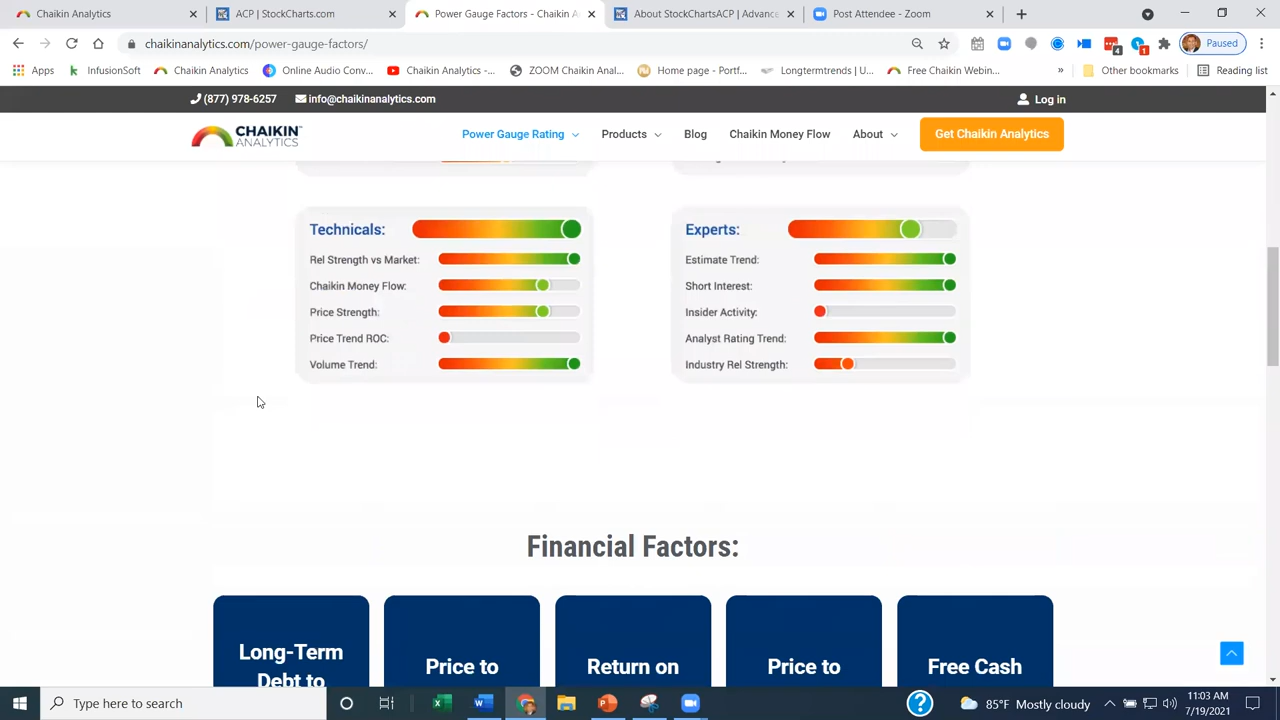 Chaikin Analytics
ACP | StockCharts.com
Power Gauge Factors - Chaikin A
About StockChartsACP | Advance
Post Attendee - Zoom
chaikinanalytics.com/power-gauge-factors/
4
1
Paused
Apps
InfusionSoft
Chaikin Analytics
Online Audio Conv...
Chaikin Analytics -...
ZOOM Chaikin Anal...
Home page - Portf...
Longtermtrends | U...
Free Chaikin Webin...
»
Other bookmarks
Reading list
(877) 978-6257
info@chaikinanalytics.com
Log in
CHAIKIN
ANALYTICS
Power Gauge Rating
Products
Blog
Chaikin Money Flow
About
Get Chaikin Analytics
Technicals:
Rel Strength vs Market:
Chaikin Money Flow:
Price Strength:
Price Trend ROC:
Volume Trend:
Experts:
Estimate Trend:
Short Interest:
Insider Activity:
Analyst Rating Trend:
Industry Rel Strength:
Financial Factors:
Long-Term
Debt to
Price to
Return on
Price to
Free Cash
Type here to search
85°F Mostly cloudy
11:03 AM
7/19/2021